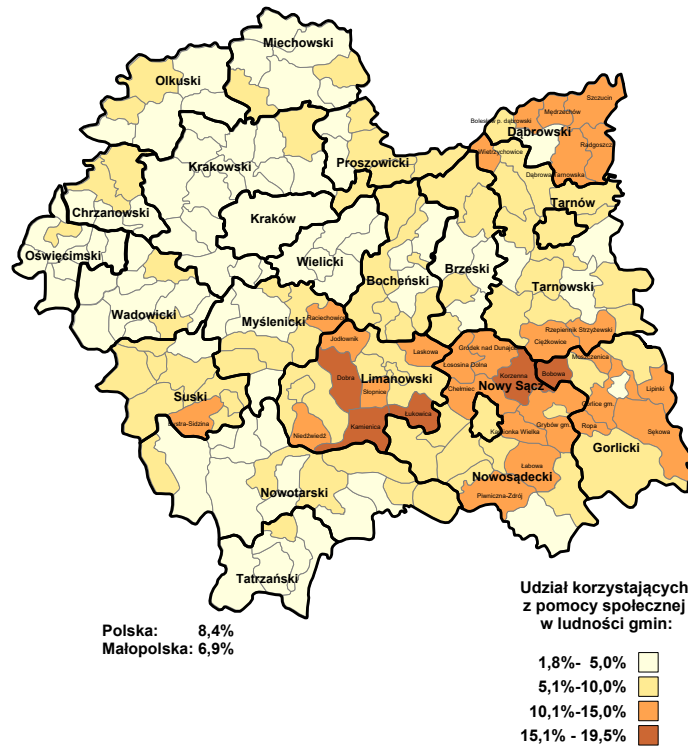 Miechowski
Olkuski
Szczucin
Mędrzechów
Bolesław p. dąbrowski
Dąbrowski
Radgoszcz
Wietrzychowice
Krakowski
Proszowicki
Dąbrowa Tarnowska
Chrzanowski
Kraków
Tarnów
Oświęcimski
Wielicki
Bocheński
Brzeski
Tarnowski
Wadowicki
Myślenicki
Raciechowice
Rzepiennik Strzyżewski
Jodłownik
Gródek nad Dunajcem
Ciężkowice
Laskowa
Moszczenica
Łososina Dolna
Korzenna
Bobowa
Dobra
Limanowski
Nowy Sącz
Chełmiec
Lipinki
Suski
Słopnice
Gorlice gm.
Bystra-Sidzina
Łukowica
Kamienica
Kamionka Wielka
Grybów gm.
Ropa
Sękowa
Niedźwiedź
Gorlicki
Łabowa
Nowosądecki
Nowotarski
Piwniczna-Zdrój
Tatrzański
Udział korzystających
z pomocy społecznej
w ludności gmin:
Polska: 8,4%
Małopolska: 6,9%
1,8%- 5,0%
5,1%-10,0%
10,1%-15,0%
15,1% - 19,5%